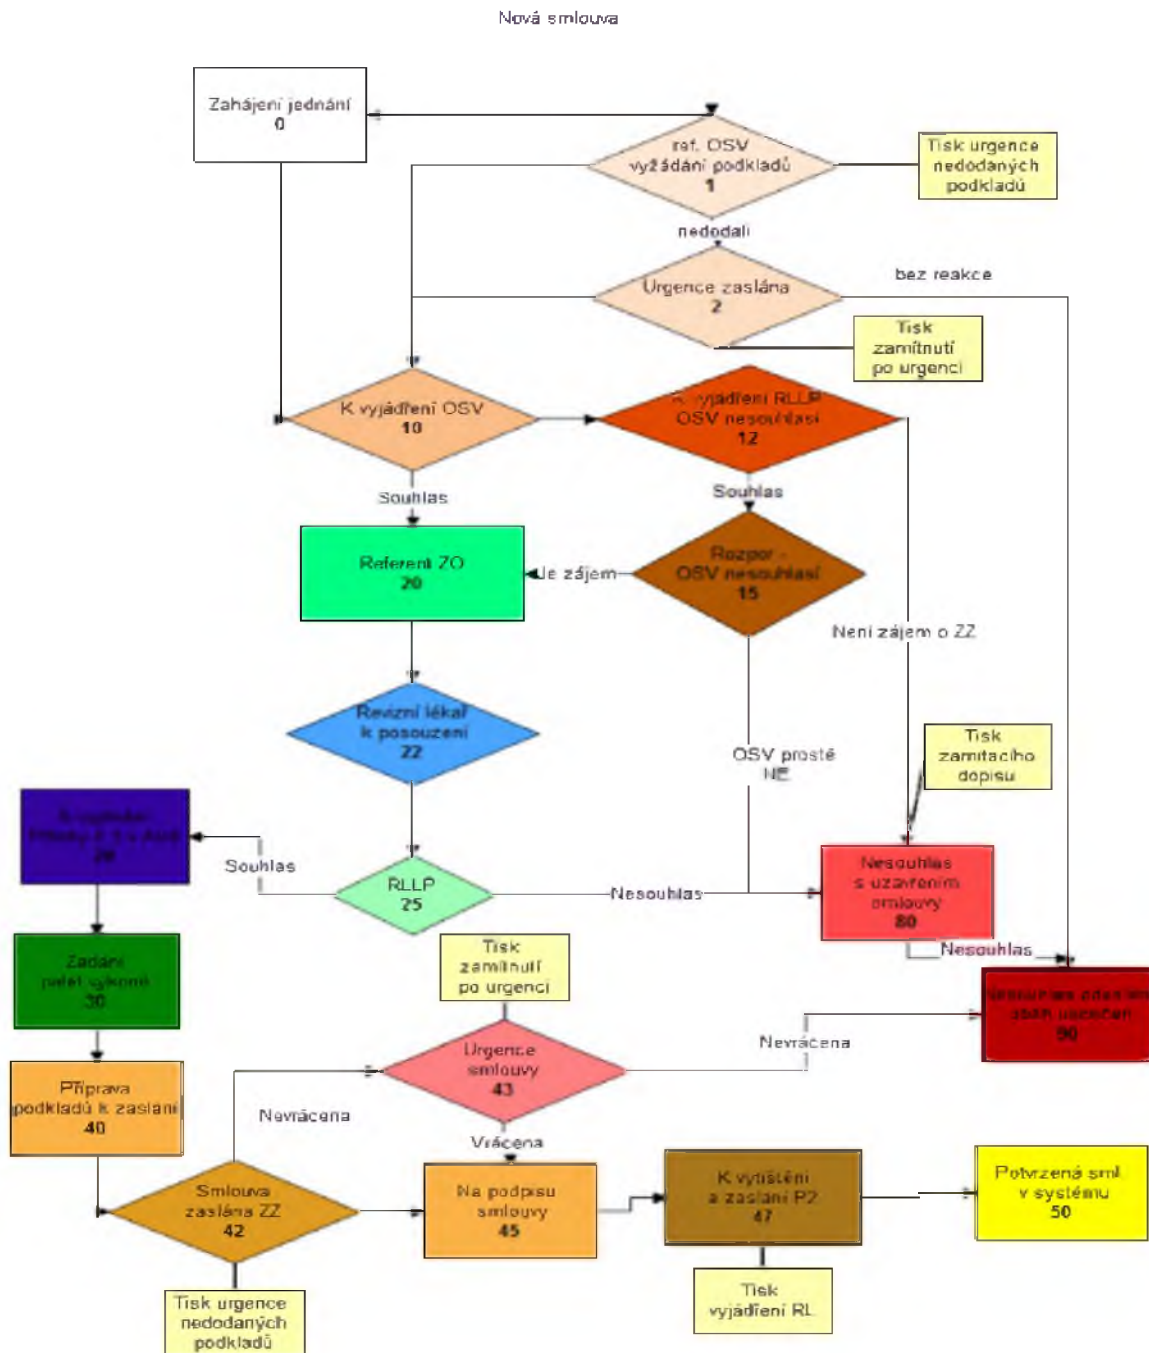 Nová smlouva
Zahájení jednání
0
ref. OSV
vyžádání podkladů
1
Tisk urgence
nedodaných
podkladů
nedodali
Urgence zaslána
2
bez reakce
Tisk
zamítnutí
po urgenci
K vyjádření OSV
10
K vyjádření RLLP
OSV nesouhlasí
12
Souhlas
Souhlas
Referent ZO
20
Rozpor -
OSV nesouhlasí
15
Je zájem
Není zájem o ZZ
Revizní lékař
k posouzení
22
OSV prostě
NE
Tisk
zamítacího
dopisu
Souhlas
RLLP
25
Nesouhlas
Nesouhlas
s uzavřením
smlouvy
80
Zadání
30
Tisk
zamítnutí
po urgenci
Nesouhlas
90
Příprava
podkladů k zaslání
40
Urgence
smlouvy
43
Nevrácena
Nevrácena
Vrácena
Smlouva
zaslána ZZ
42
Na podpisu
smlouvy
45
K vytištění
a zaslání P2
47
Potvrzená sml.
v systému
50
Tisk urgence
nedodaných
podkladů
Tisk
vyjádření RL